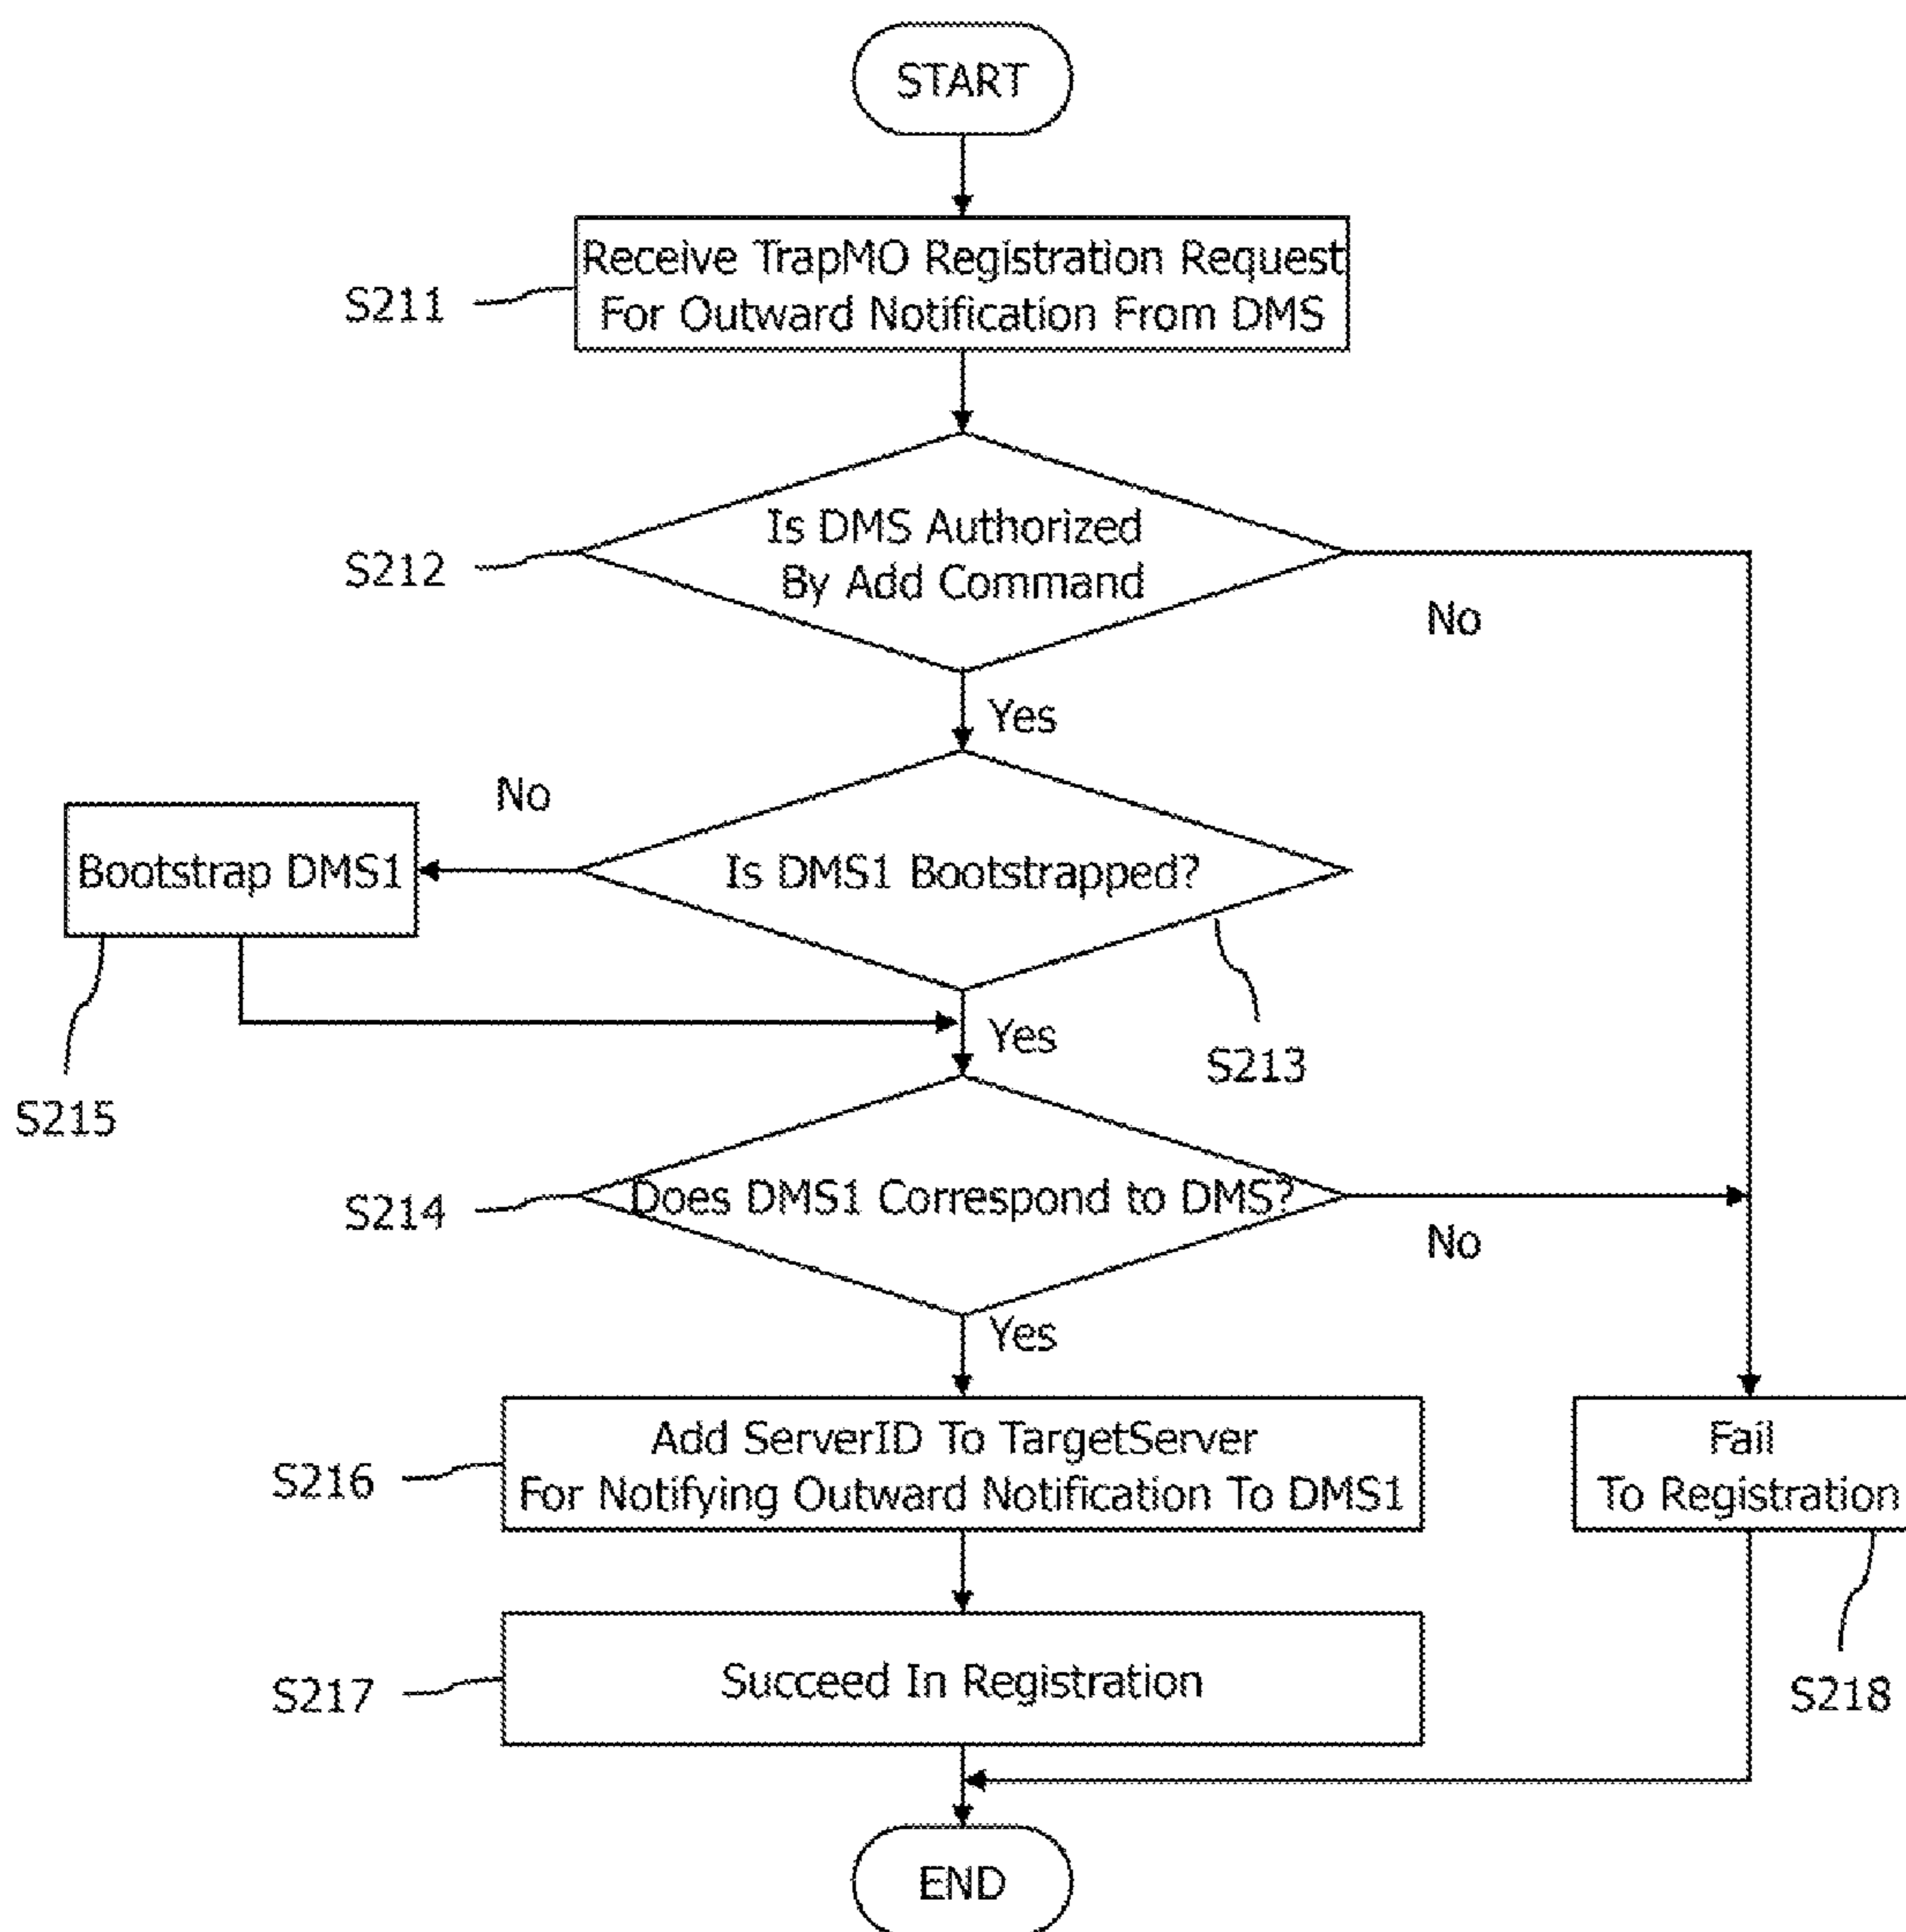 START
Receive TrapMO Registration Request
For Outward Notification From DMS
S211
Is DMS Authorized
By Add Command
S212
No
Yes
No
Bootstrap DMS1
Is DMS1 Bootstrapped?
Yes
S213
S215
Does DMS1 Correspond to DMS?
S214
No
Yes
Add ServerID To TargetServer
For Notifying Outward Notification To DMS1
S216
Fail
To Registration
Succeed In Registration
S217
S218
END